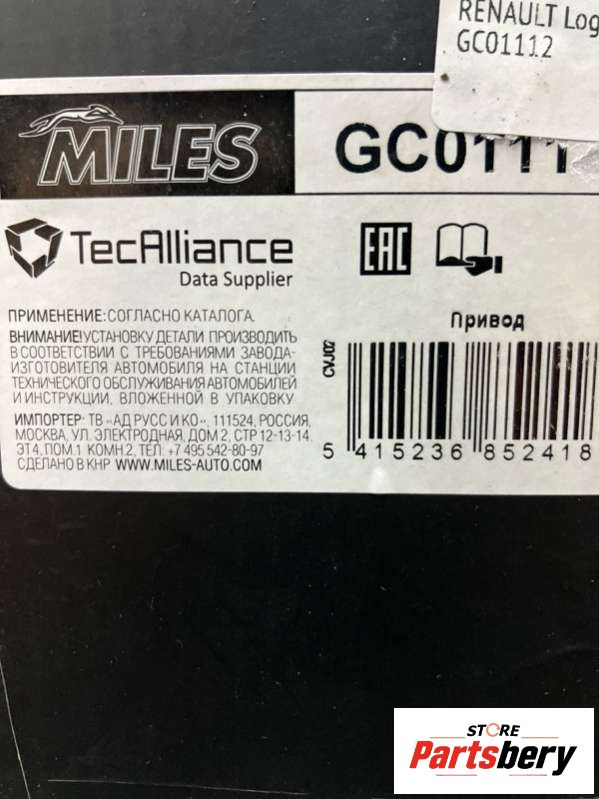 RENAULT Log
GC01112
MILES
GC0111
TecAlliance
Data Supplier
EAC
ПРИМЕНЕНИЕ: СОГЛАСНО КАТАЛОГА.
ВНИМАНИЕ! УСТАНОВКУ ДЕТАЛИ ПРОИЗВОДИТЬ
В СООТВЕТСТВИИ С ТРЕБОВАНИЯМИ ЗАВОДА-
ИЗГОТОВИТЕЛЯ АВТОМОБИЛЯ НА СТАНЦИИ
ТЕХНИЧЕСКОГО ОБСЛУЖИВАНИЯ АВТОМОБИЛЕЙ
И ИНСТРУКЦИИ, ВЛОЖЕННОЙ В УПАКОВКУ
ИМПОРТЕР: ТВ «АД РУСС И КО», 111524, РОССИЯ,
МОСКВА, УЛ. ЭЛЕКТРОДНАЯ, ДОМ 2, СТР 12-13-14
ЭТ 4, ПОМ.1 КОМН.2, ТЕЛ: +7 495 542-80-97
СДЕЛАНО В КНР WWW.MILES-AUTO.COM
Привод
CVJ02
5 415236 852418
STORE
Partsbery